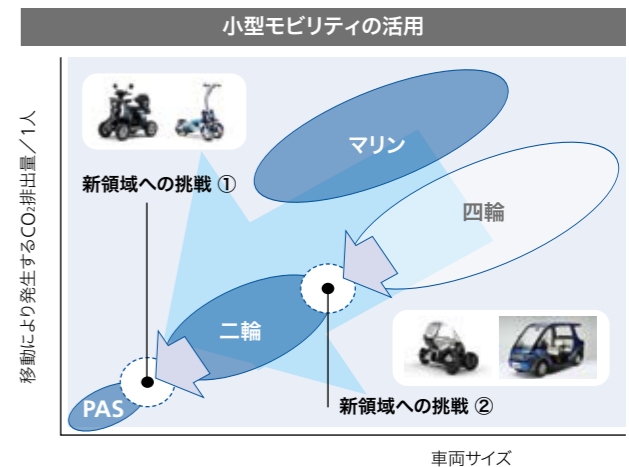 小型モビリティの活用
移動により発生するCO₂排出量／1人
マリン
新領域への挑戦 ①
四輪
二輪
PAS
新領域への挑戦 ②
車両サイズ